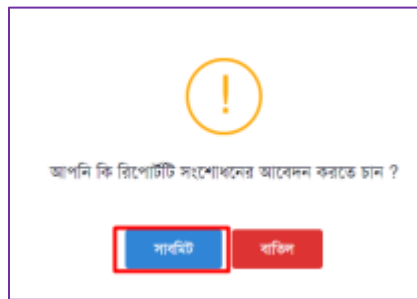 আপনি কি রিপোর্টটি সংশোধনের আবেদন করতে চান ?
সাবমিট বাতিল